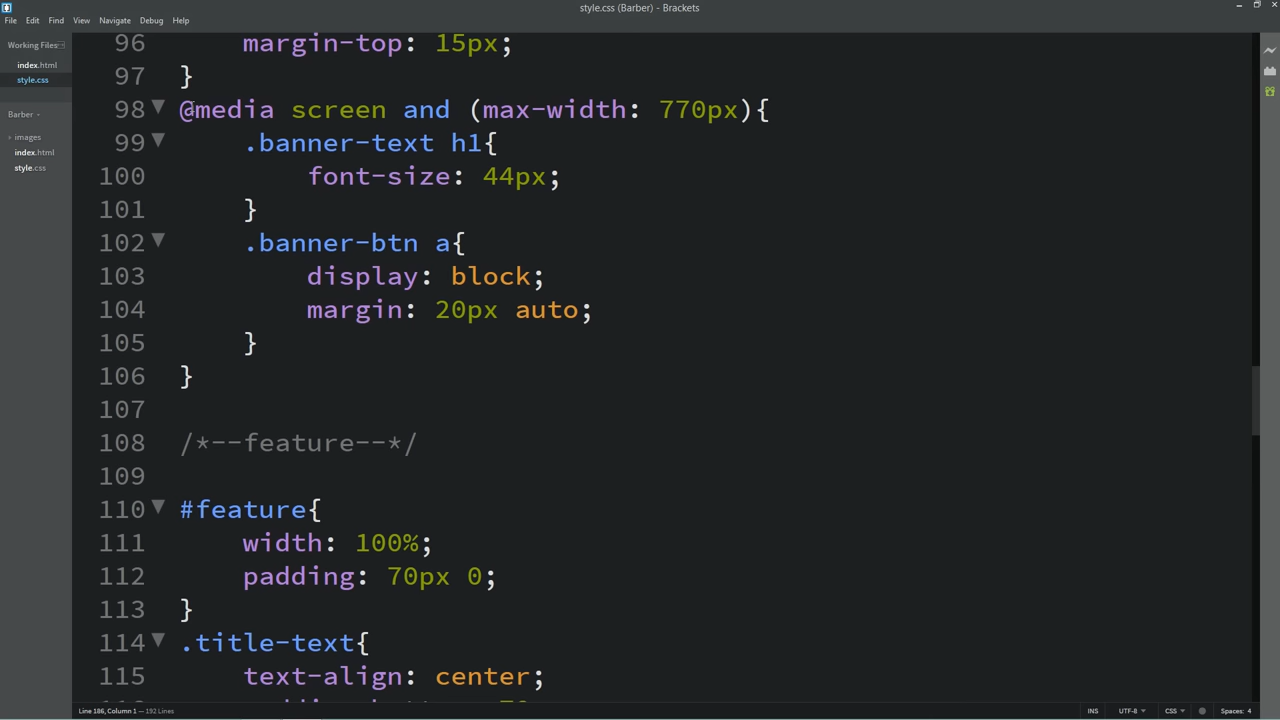 style.css (Barber) - Brackets
File Edit Find View Navigate Debug Help
Working Files
index.html
style.css
Barber
images
index.html
style.css
96 margin-top: 15px;
97 }
98 @media screen and (max-width: 770px){
99 .banner-text h1{
100 font-size: 44px;
101 }
102 .banner-btn a{
103 display: block;
104 margin: 20px auto;
105 }
106 }
107
108 /*--feature--*/
109
110 #feature{
111 width: 100%;
112 padding: 70px 0;
113 }
114 .title-text{
115 text-align: center;
Line 186, Column 1 — 192 Lines
INS UTF-8 CSS Spaces: 4